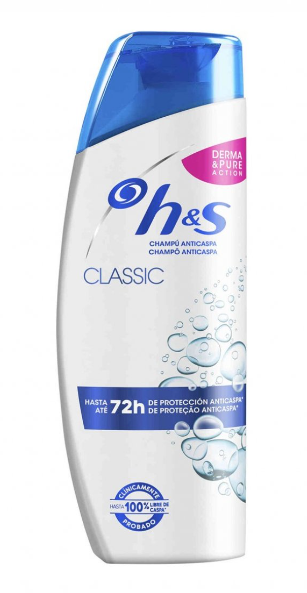 DERMA
&PURE
ACTION
h&s
CHAMPÚ ANTICASPA
CHAMPÔ ANTICASPA
CLASSIC
HASTA
ATÉ
72h
DE PROTECCIÓN ANTICASPA*
DE PROTEÇÃO ANTICASPA*
CLÍNICAMENTE
HASTA 100% LIBRE DE
CASPA*
PROBADO